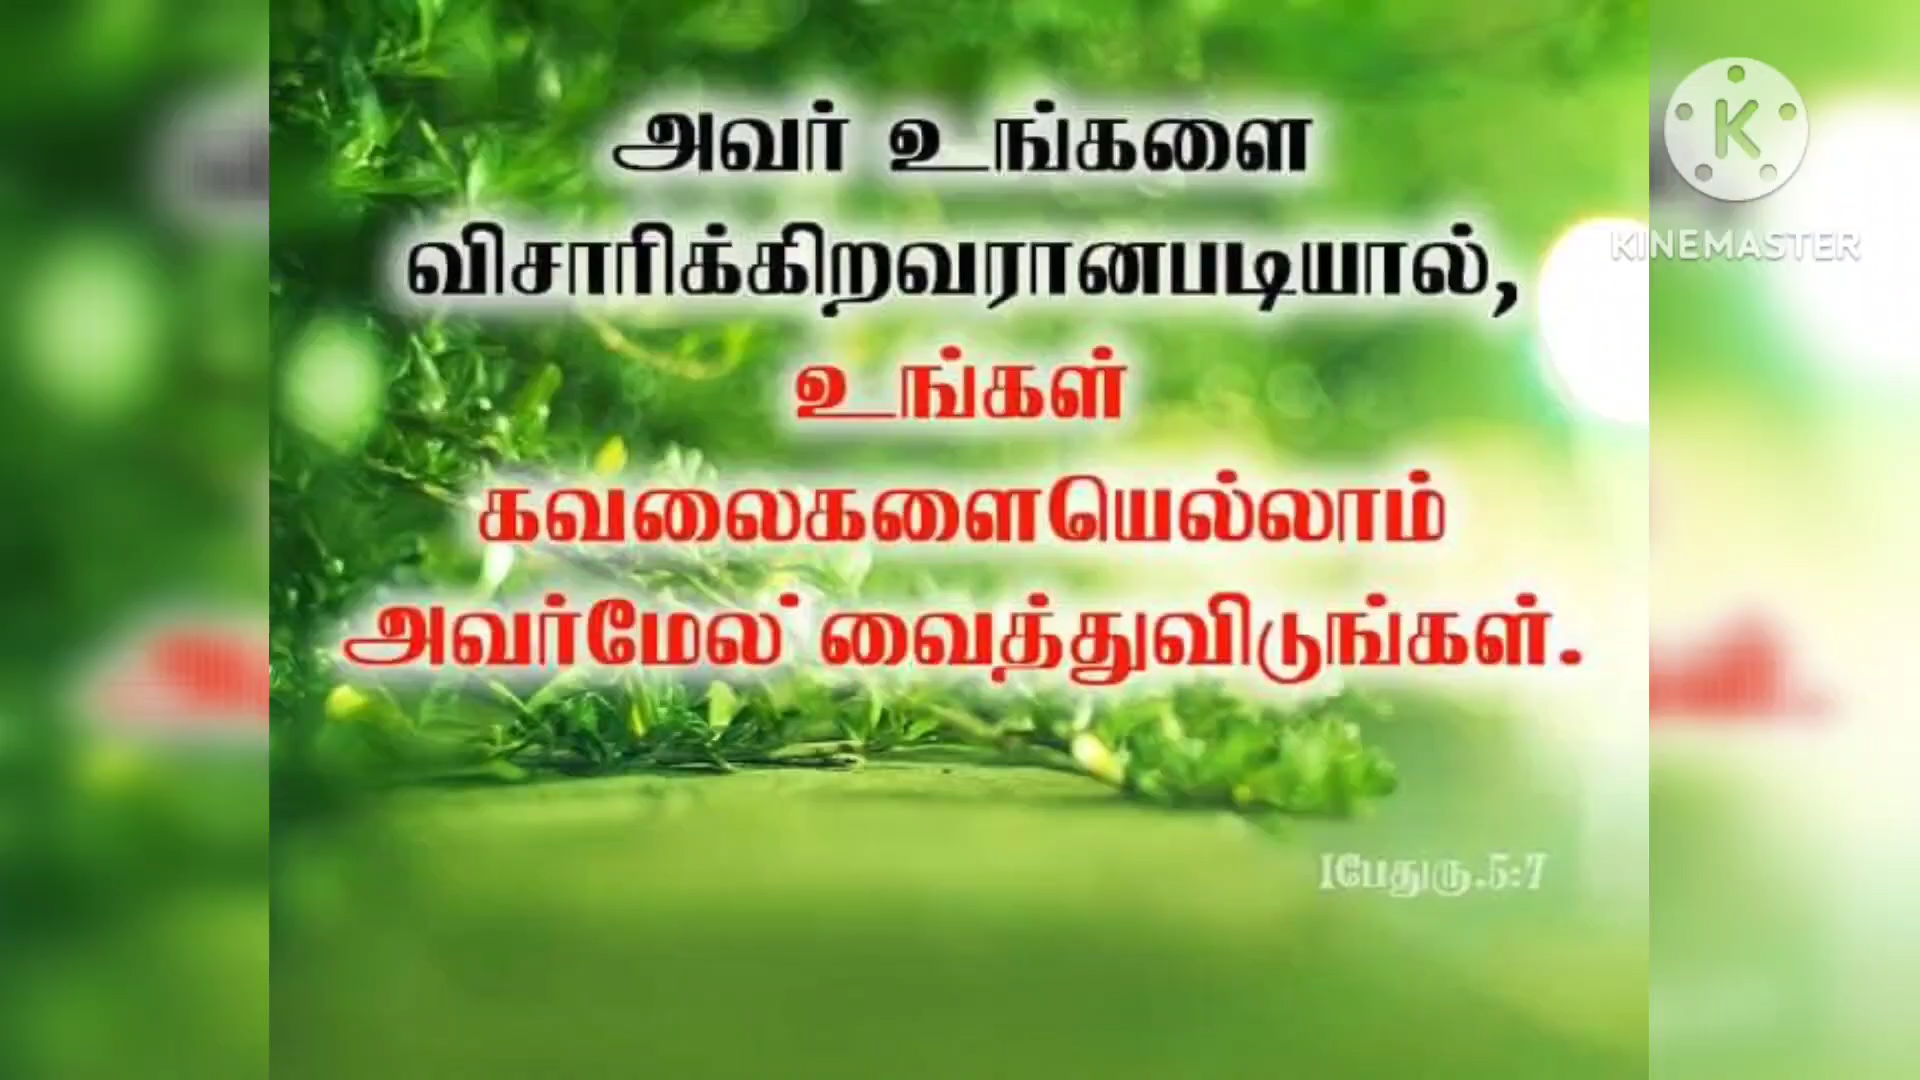 அவர் உங்களை
விசாரிக்கிறவரானபடியால்,
உங்கள்
கவலைகளையெல்லாம்
அவர்மேல் வைத்துவிடுங்கள்.
1பேதுரு.5:7
K
KINEMASTER